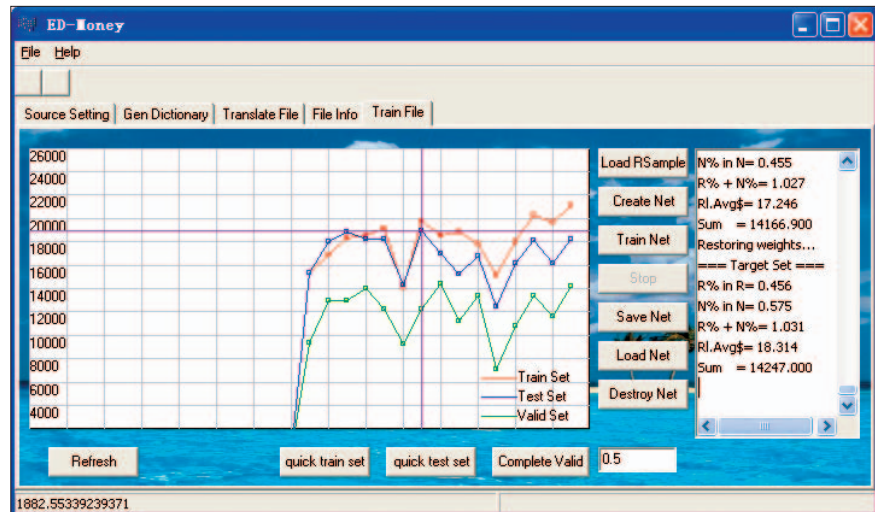 ED-Money
File Help
Source Setting Gen Dictionary Translate File File Info Train File
26000
24000
22000
20000
18000
16000
14000
12000
10000
8000
6000
4000
Train Set
Test Set
Valid Set
Load RSample
Create Net
Train Net
Stop
Save Net
Load Net
Destroy Net
N% in N= 0.455
R% + N%= 1.027
Rl.Avg$= 17.246
Sum = 14166.900
Restoring weights...
=== Target Set ===
R% in R= 0.456
N% in N= 0.575
R% + N%= 1.031
Rl.Avg$= 18.314
Sum = 14247.000
Refresh quick train set quick test set Complete Valid 0.5
1882.55339239371